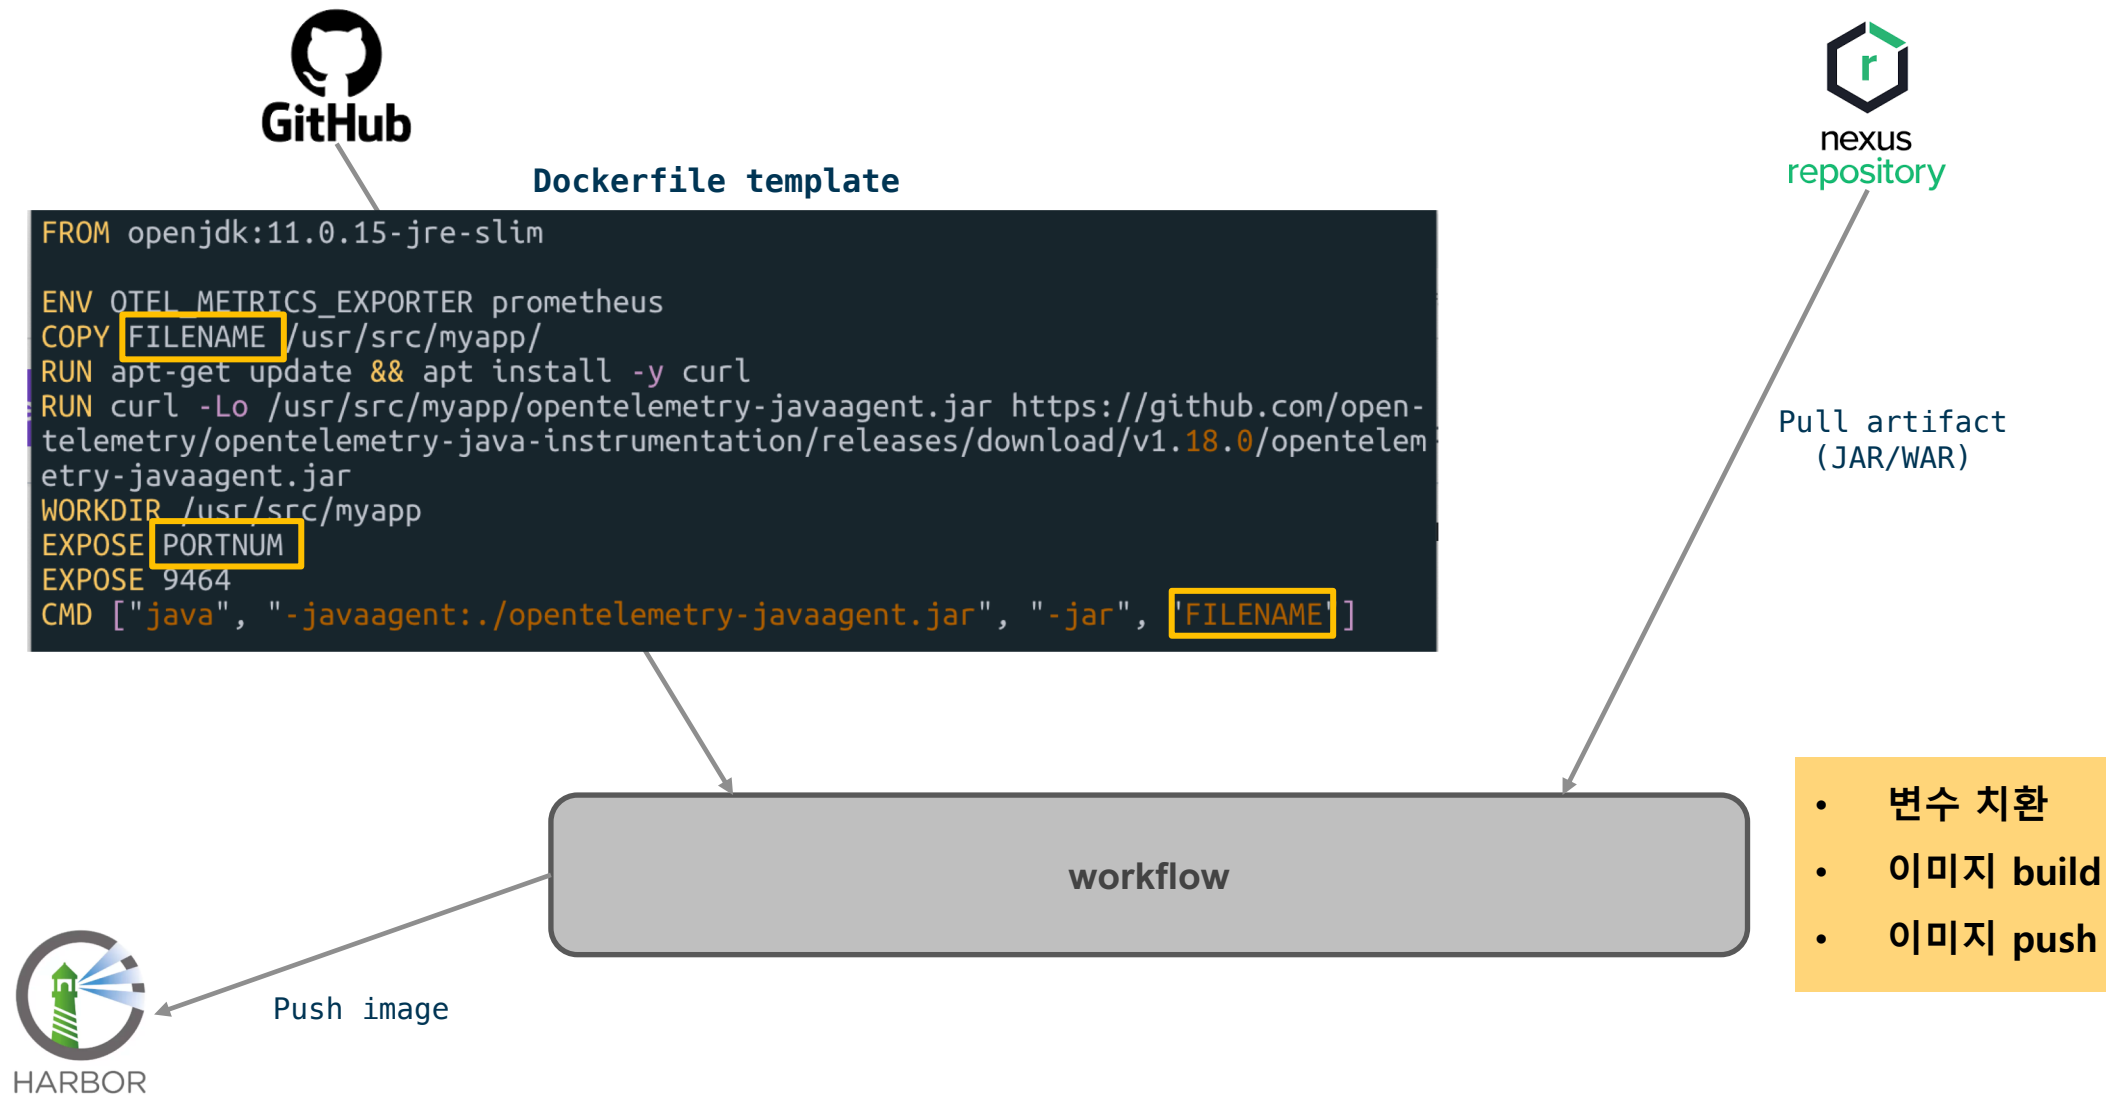 GitHub
nexus
repository
Dockerfile template
FROM openjdk:11.0.15-jre-slim
ENV OTEL_METRICS_EXPORTER prometheus
COPY FILENAME /usr/src/myapp/
RUN apt-get update && apt install -y curl
RUN curl -Lo /usr/src/myapp/opentelemetry-javaagent.jar https://github.com/open-
telemetry/opentelemetry-java-instrumentation/releases/download/v1.18.0/opentelem
etry-javaagent.jar
WORKDIR /usr/src/myapp
EXPOSE PORTNUM
EXPOSE 9464
CMD ["java", "-javaagent:./opentelemetry-javaagent.jar", "-jar", "FILENAME"]
Pull artifact
(JAR/WAR)
workflow
• 변수 치환
• 이미지 build
• 이미지 push
Push image
HARBOR